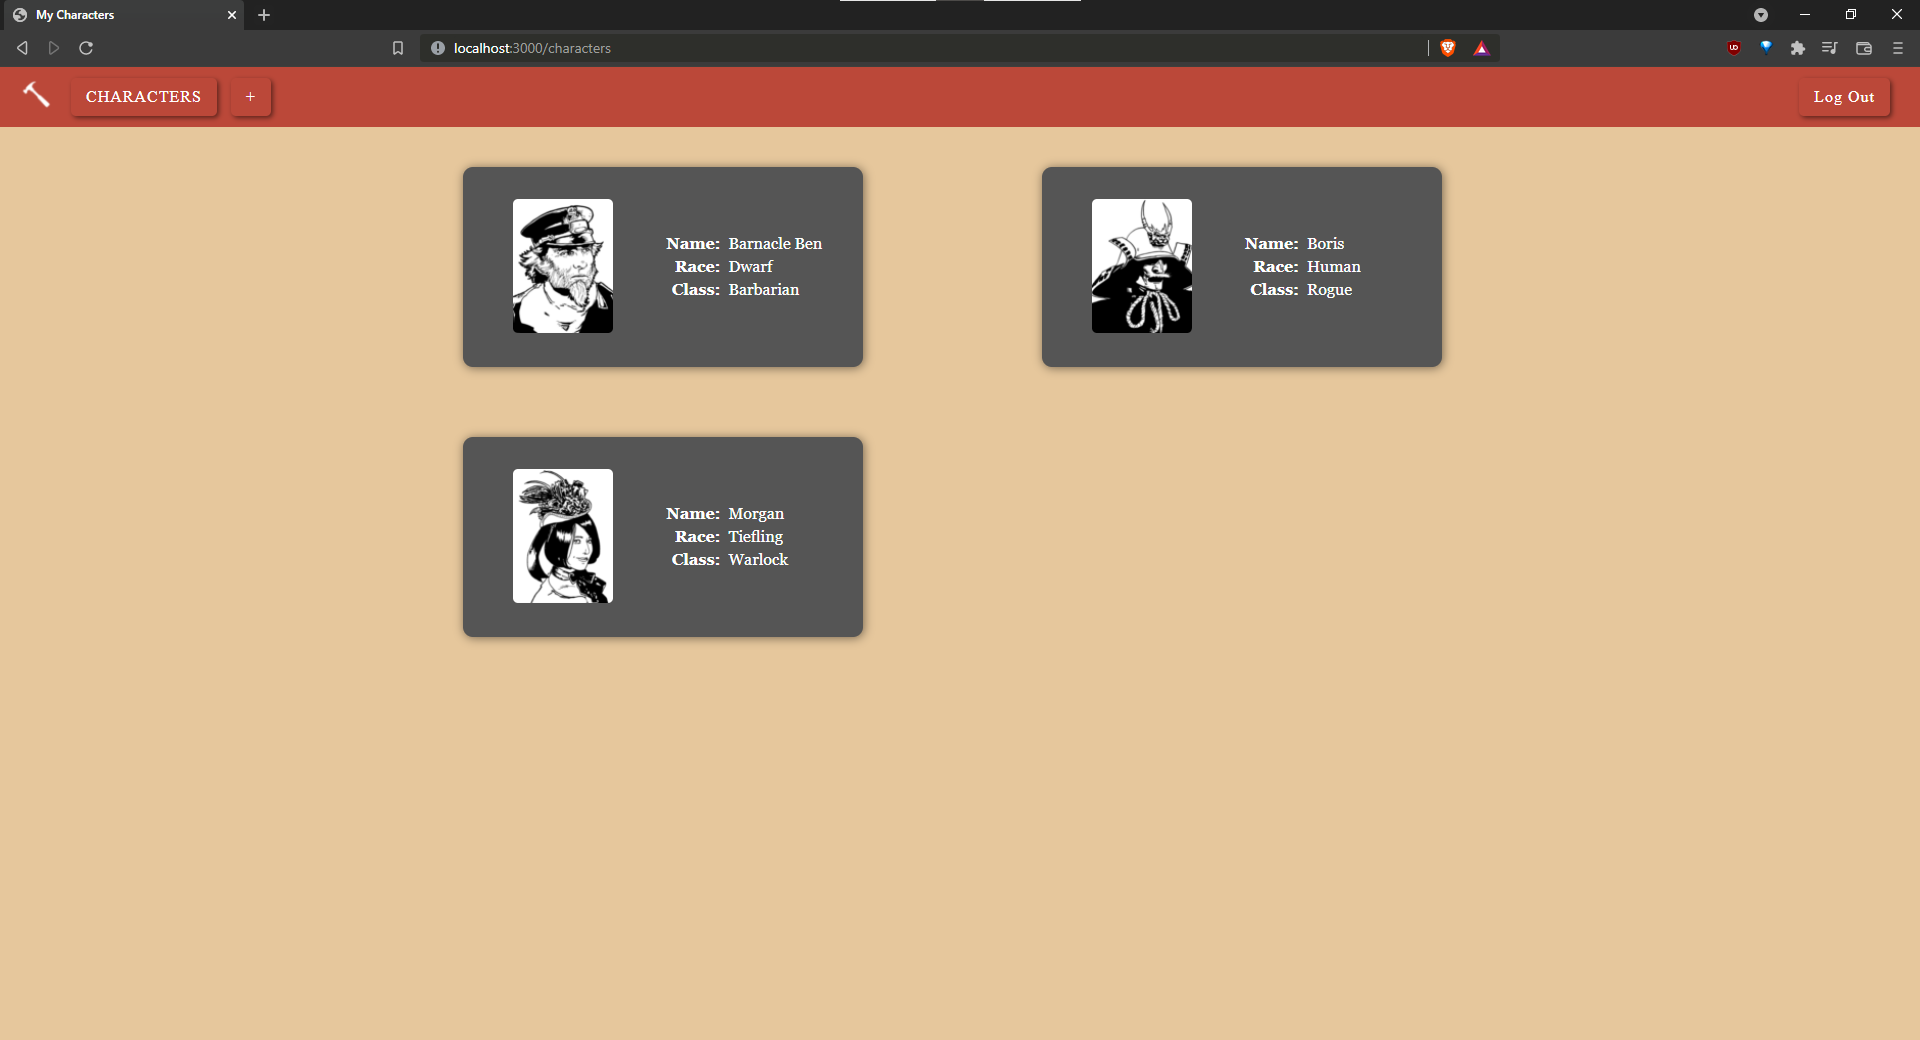 My Characters
localhost:3000/characters
CHARACTERS
+
Log Out
Name: Barnacle Ben
Race: Dwarf
Class: Barbarian
Name: Boris
Race: Human
Class: Rogue
Name: Morgan
Race: Tiefling
Class: Warlock